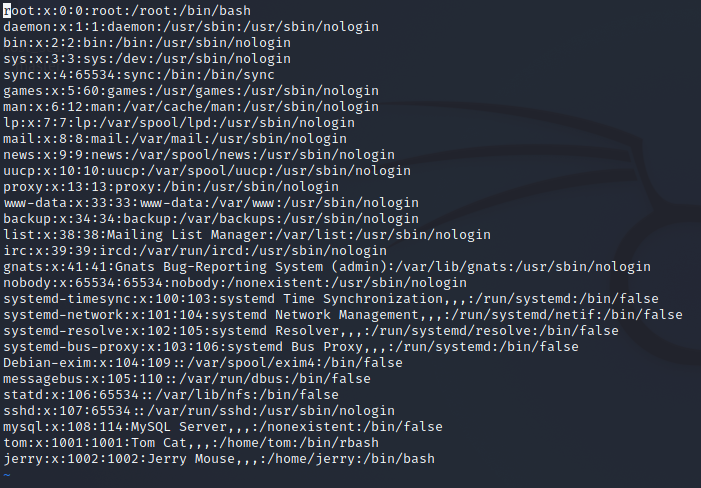 root:x:0:0:root:/root:/bin/bash
daemon:x:1:1:daemon:/usr/sbin:/usr/sbin/nologin
bin:x:2:2:bin:/bin:/usr/sbin/nologin
sys:x:3:3:sys:/dev:/usr/sbin/nologin
sync:x:4:65534:sync:/bin:/bin/sync
games:x:5:60:games:/usr/games:/usr/sbin/nologin
man:x:6:12:man:/var/cache/man:/usr/sbin/nologin
lp:x:7:7:lp:/var/spool/lpd:/usr/sbin/nologin
mail:x:8:8:mail:/var/mail:/usr/sbin/nologin
news:x:9:9:news:/var/spool/news:/usr/sbin/nologin
uucp:x:10:10:uucp:/var/spool/uucp:/usr/sbin/nologin
proxy:x:13:13:proxy:/bin:/usr/sbin/nologin
www-data:x:33:33:www-data:/var/www:/usr/sbin/nologin
backup:x:34:34:backup:/var/backups:/usr/sbin/nologin
list:x:38:38:Mailing List Manager:/var/list:/usr/sbin/nologin
irc:x:39:39:ircd:/var/run/ircd:/usr/sbin/nologin
gnats:x:41:41:Gnats Bug-Reporting System (admin):/var/lib/gnats:/usr/sbin/nologin
nobody:x:65534:65534:nobody:/nonexistent:/usr/sbin/nologin
systemd-timesync:x:100:103:systemd Time Synchronization,,,:/run/systemd:/bin/false
systemd-network:x:101:104:systemd Network Management,,,:/run/systemd/netif:/bin/false
systemd-resolve:x:102:105:systemd Resolver,,,:/run/systemd/resolve:/bin/false
systemd-bus-proxy:x:103:106:systemd Bus Proxy,,,:/run/systemd:/bin/false
Debian-exim:x:104:109::/var/spool/exim4:/bin/false
messagebus:x:105:110::/var/run/dbus:/bin/false
statd:x:106:65534::/var/lib/nfs:/bin/false
sshd:x:107:65534::/var/run/sshd:/usr/sbin/nologin
mysql:x:108:114:MySQL Server,,,:/nonexistent:/bin/false
tom:x:1001:1001:Tom Cat,,,:/home/tom:/bin/rbash
jerry:x:1002:1002:Jerry Mouse,,,:/home/jerry:/bin/bash
~